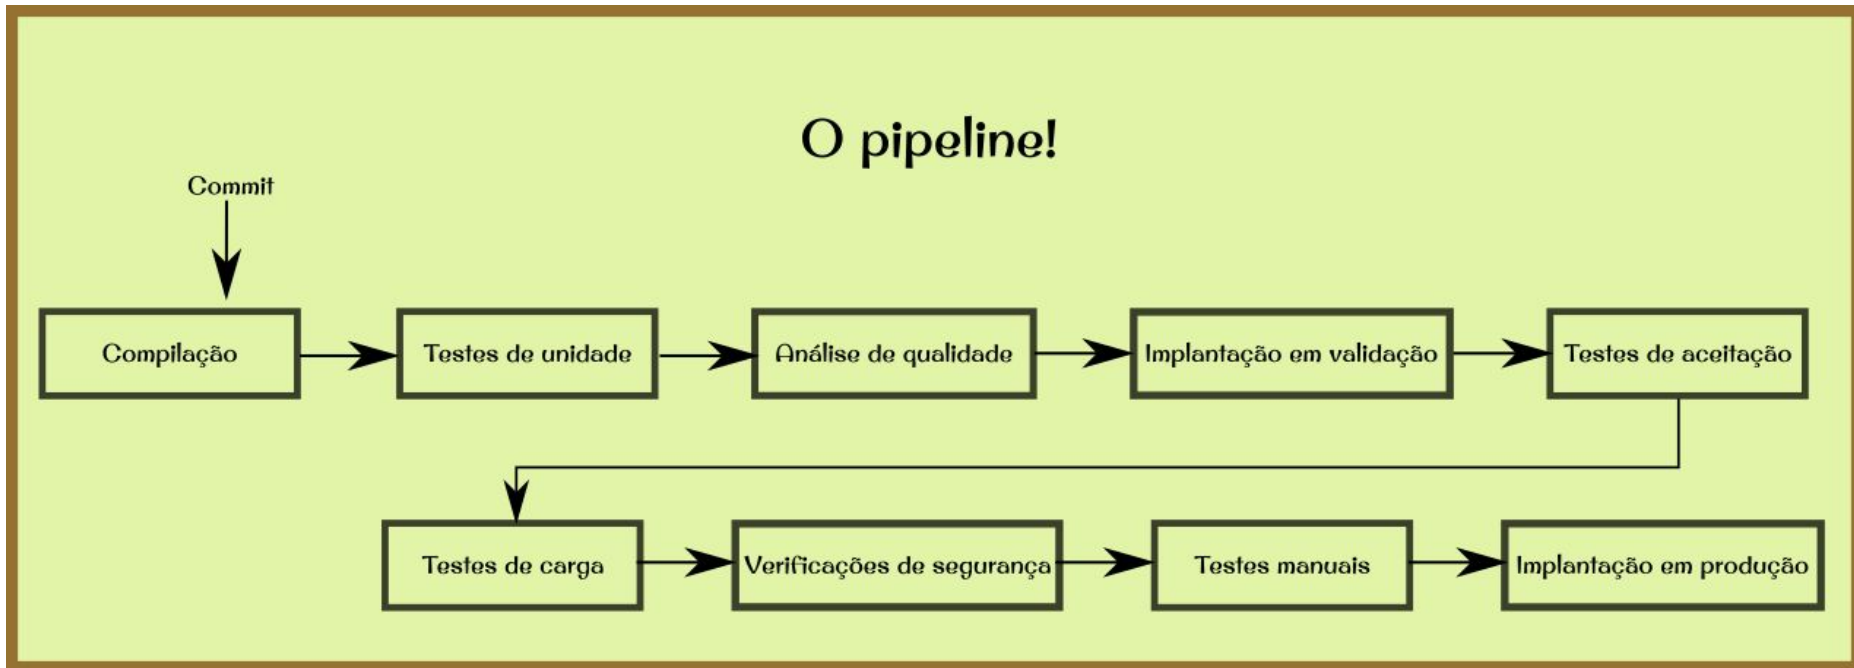 O pipeline!
Commit
Compilação
Testes de unidade
Análise de qualidade
Implantação em validação
Testes de aceitação
Testes de carga
Verificações de segurança
Testes manuais
Implantação em produção